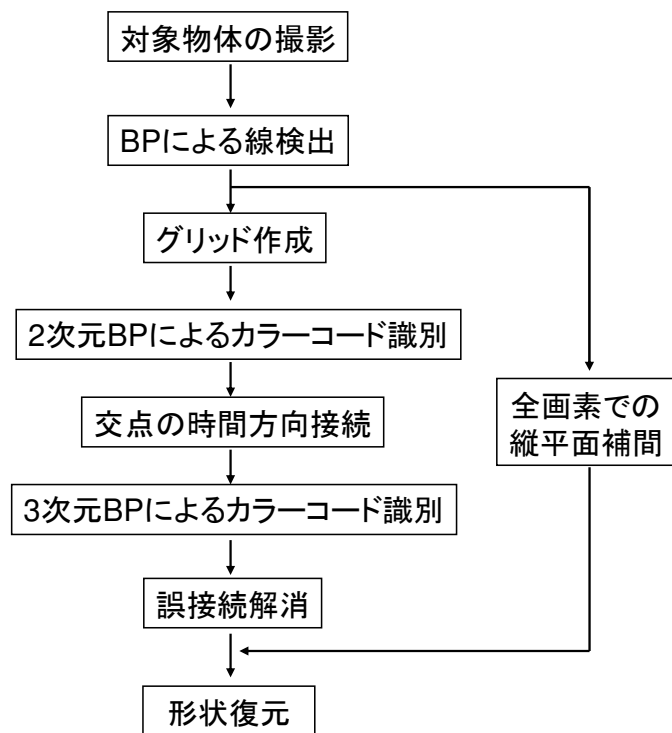 対象物体の撮影
BPによる線検出
グリッド作成
2次元BPによるカラーコード識別
交点の時間方向接続
全画素での
縦平面補間
3次元BPによるカラーコード識別
誤接続解消
形状復元